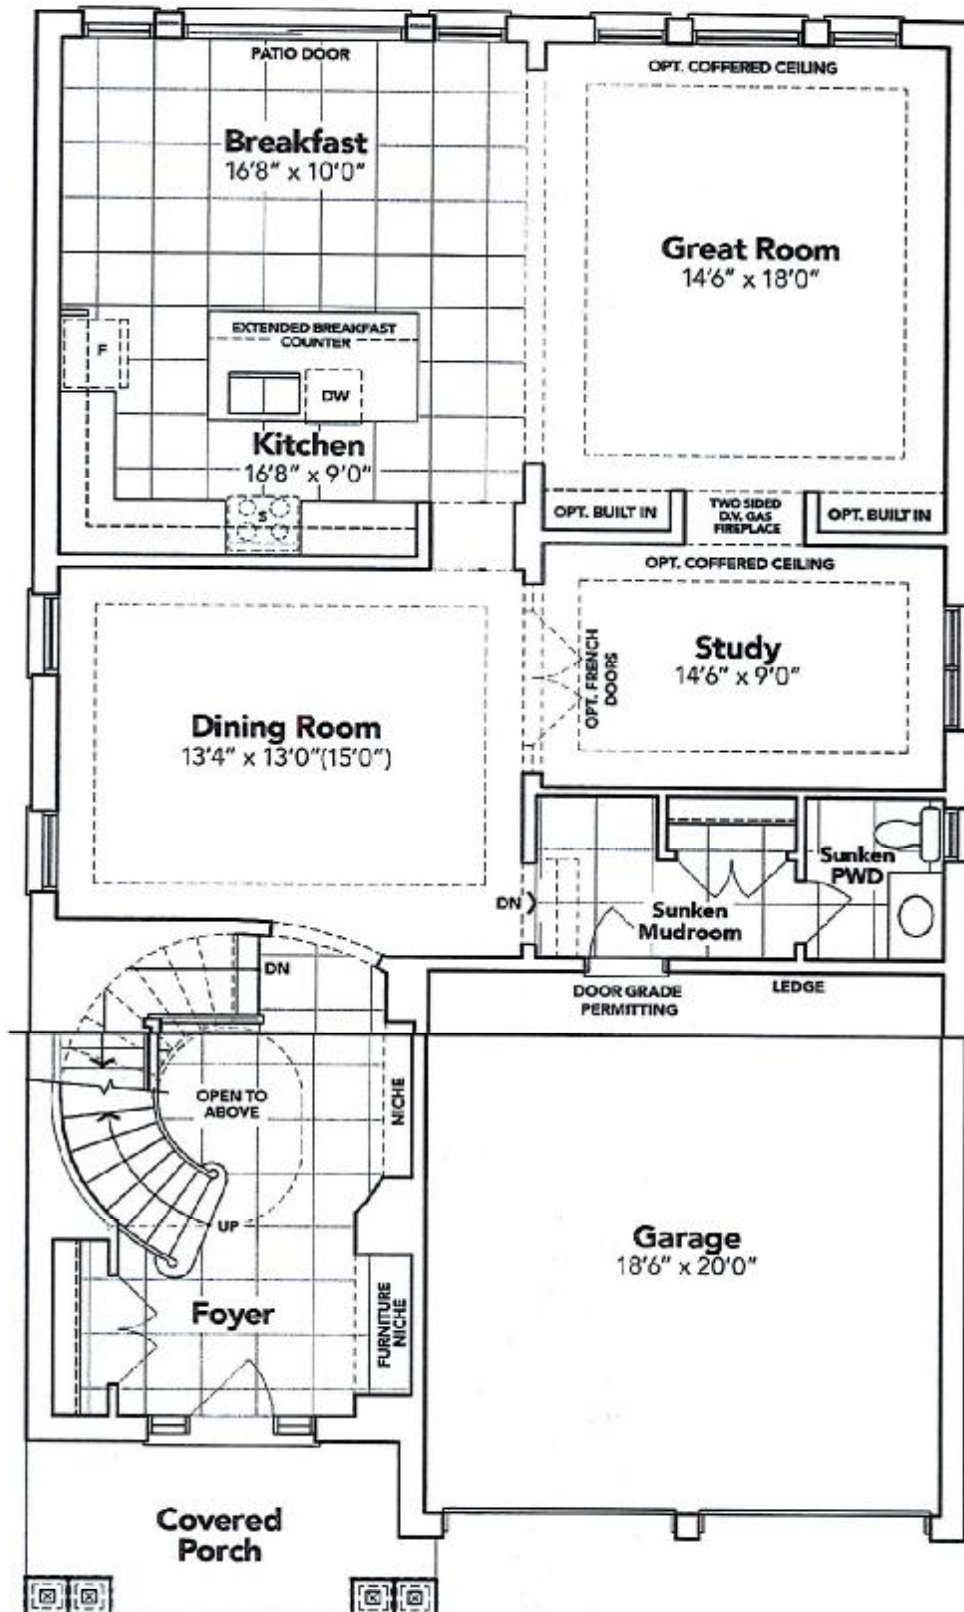 PATIO DOOR
OPT. COFFERED CEILING
Breakfast
16'8" x 10'0"
Great Room
14'6" x 18'0"
F
EXTENDED BREAKFAST
COUNTER
DW
Kitchen
16'8" x 9'0"
S
OPT. BUILT IN
TWO SIDED
D.V. GAS
FIREPLACE
OPT. BUILT IN
OPT. COFFERED CEILING
Study
14'6" x 9'0"
OPT. FRENCH
DOORS
Dining Room
13'4" x 13'0"(15'0")
Sunken
PWD
DN
Sunken
Mudroom
DN
DOOR GRADE
PERMITTING
LEDGE
OPEN TO
ABOVE
NICHE
UP
Garage
18'6" x 20'0"
Foyer
FURNITURE
NICHE
Covered
Porch